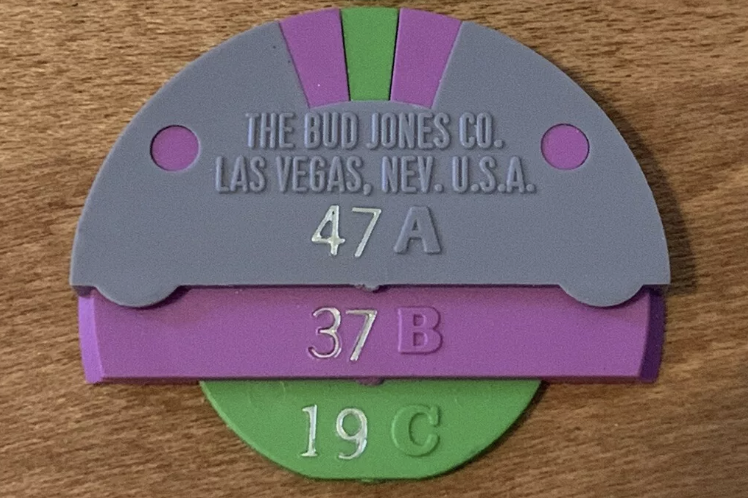 THE BUD JONES CO.
LAS VEGAS, NEV. U.S.A.
47 A
37 B
19 C